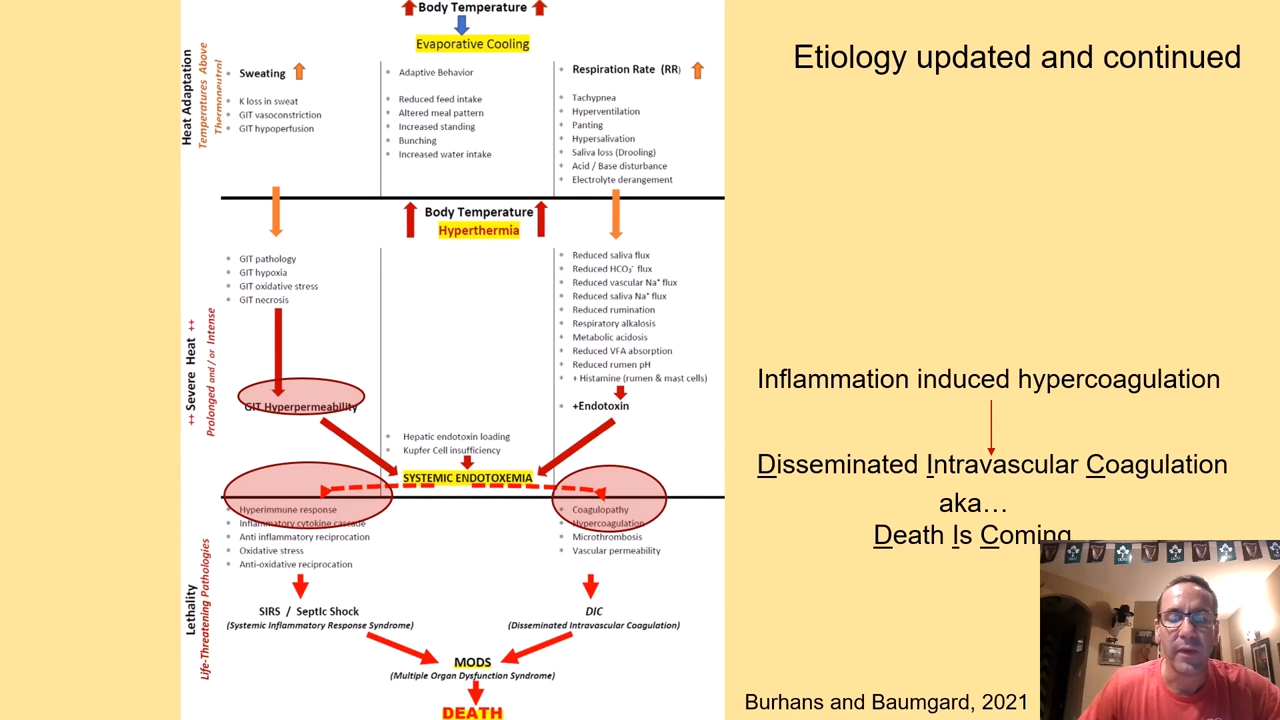 Body Temperature
Evaporative Cooling
Etiology updated and continued
Heat Adaptation
Temperatures Above
Thermoneutral
Sweating
K loss in sweat
GIT vasoconstriction
GIT hypoperfusion
Adaptive Behavior
Reduced feed intake
Altered meal pattern
Increased standing
Bunching
Increased water intake
Respiration Rate (RR)
Tachypnea
Hyperventilation
Panting
Hypersalivation
Saliva loss (Drooling)
Acid / Base disturbance
Electrolyte derangement
Body Temperature
Hyperthermia
++ Severe Heat ++
Prolonged and / or Intense
GIT pathology
GIT hypoxia
GIT oxidative stress
GIT necrosis
GIT Hyperpermeability
Reduced saliva flux
Reduced HCO₃⁻ flux
Reduced vascular Na⁺ flux
Reduced saliva Na⁺ flux
Reduced rumination
Respiratory alkalosis
Metabolic acidosis
Reduced VFA absorption
Reduced rumen pH
+ Histamine (rumen & mast cells)
+Endotoxin
Hepatic endotoxin loading
Kupfer Cell insufficiency
SYSTEMIC ENDOTOXEMIA
Lethality
Life-Threatening Pathologies
Hyperimmune response
Inflammatory cytokine cascade
Anti inflammatory reciprocation
Oxidative stress
Anti-oxidative reciprocation
Coagulopathy
Hypercoagulation
Microthrombosis
Vascular permeability
SIRS / Septic Shock
(Systemic Inflammatory Response Syndrome)
DIC
(Disseminated Intravascular Coagulation)
MODS
(Multiple Organ Dysfunction Syndrome)
DEATH
Inflammation induced hypercoagulation
Disseminated Intravascular Coagulation
aka…
Death Is Coming
Burhans and Baumgard, 2021